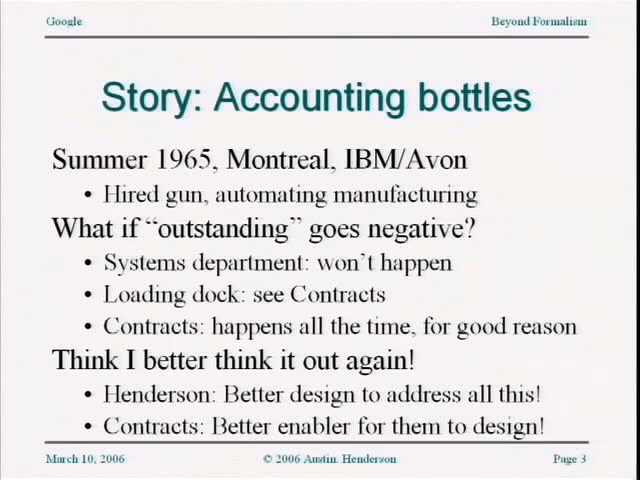 Google Beyond Formalism
Story: Accounting bottles
Summer 1965, Montreal, IBM/Avon
• Hired gun, automating manufacturing
What if “outstanding” goes negative?
• Systems department: won’t happen
• Loading dock: see Contracts
• Contracts: happens all the time, for good reason
Think I better think it out again!
• Henderson: Better design to address all this!
• Contracts: Better enabler for them to design!
March 10, 2006 © 2006 Austin. Henderson Page 3